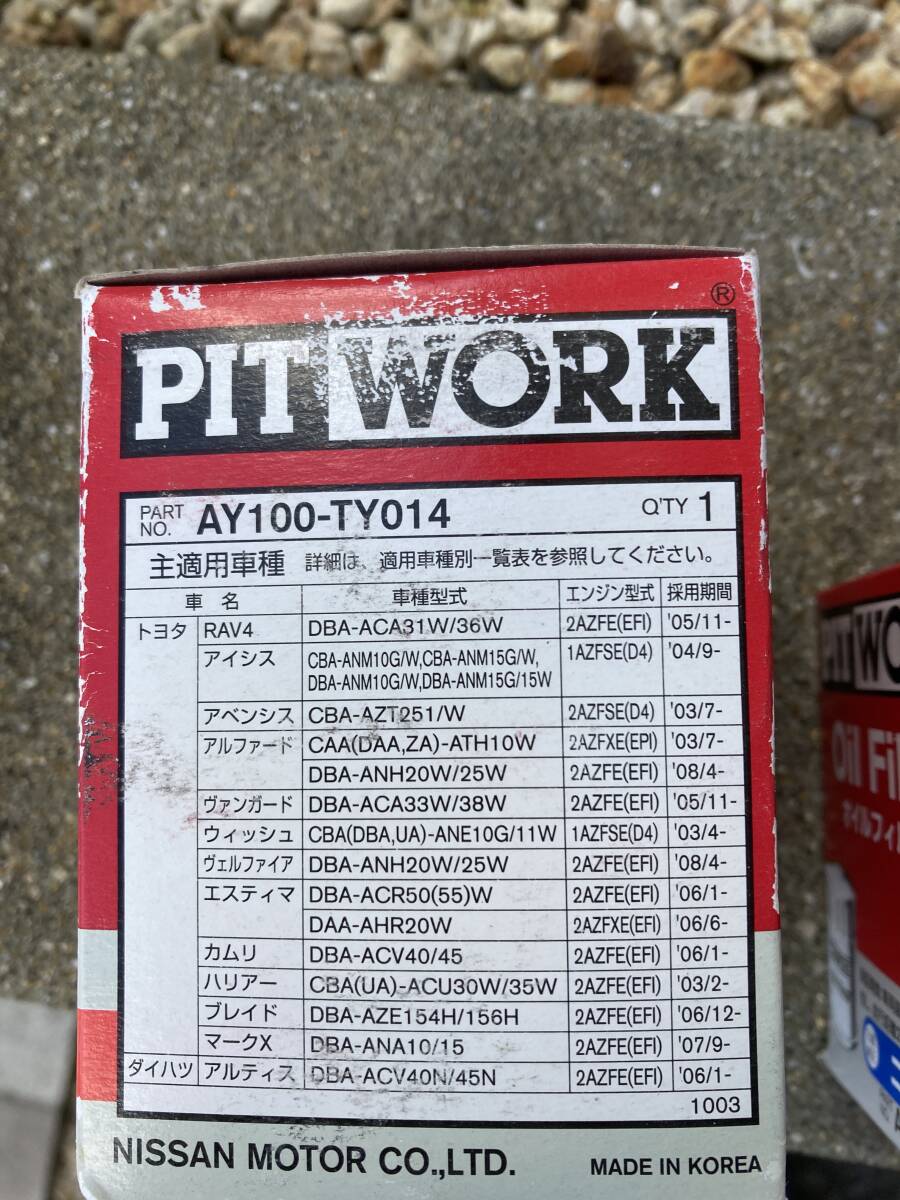 ®
PIT WORK
PART NO. AY100-TY014 Q'TY 1
主適用車種 詳細は、適用車種別一覧表を参照してください。
車 名 車種型式 エンジン型式 採用期間
トヨタ RAV4 DBA-ACA31W/36W 2AZFE(EFI) '05/11-
アイシス CBA-ANM10G/W,CBA-ANM15G/W, 1AZFSE(D4) '04/9-
DBA-ANM10G/W,DBA-ANM15G/15W
アベンシス CBA-AZT251/W 2AZFSE(D4) '03/7-
アルファード CAA(DAA,ZA)-ATH10W 2AZFXE(EPI) '03/7-
DBA-ANH20W/25W 2AZFE(EFI) '08/4-
ヴァンガード DBA-ACA33W/38W 2AZFE(EFI) '05/11-
ウィッシュ CBA(DBA,UA)-ANE10G/11W 1AZFSE(D4) '03/4-
ヴェルファイア DBA-ANH20W/25W 2AZFE(EFI) '08/4-
エスティマ DBA-ACR50(55)W 2AZFE(EFI) '06/1-
DAA-AHR20W 2AZFXE(EFI) '06/6-
カムリ DBA-ACV40/45 2AZFE(EFI) '06/1-
ハリアー CBA(UA)-ACU30W/35W 2AZFE(EFI) '03/2-
ブレイド DBA-AZE154H/156H 2AZFE(EFI) '06/12-
マークX DBA-ANA10/15 2AZFE(EFI) '07/9-
ダイハツ アルティス DBA-ACV40N/45N 2AZFE(EFI) '06/1-
1003
NISSAN MOTOR CO.,LTD. MADE IN KOREA
Oil